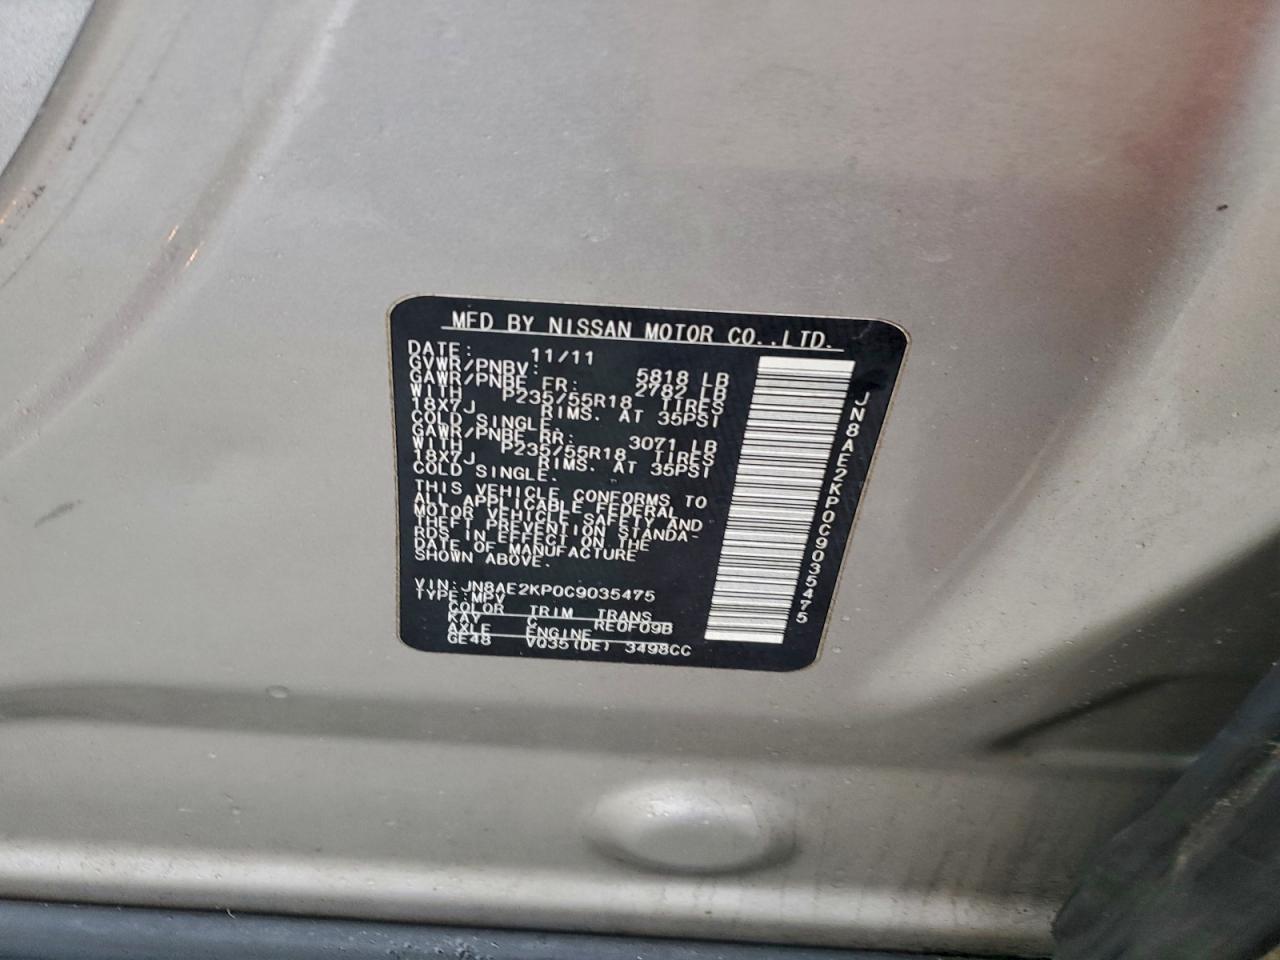 MFD BY NISSAN MOTOR CO.,LTD.
DATE: 11/11
GVWR/PNBV: 5818 LB
GAWR/PNBE FR: 2782 LB
WITH P235/55R18 TIRES
18X7J RIMS. AT 35PSI
COLD SINGLE.
GAWR/PNBE RR: 3071 LB
WITH P235/55R18 TIRES
18X7J RIMS. AT 35PSI
COLD SINGLE.
THIS VEHICLE CONFORMS TO
ALL APPLICABLE FEDERAL
MOTOR VEHICLE SAFETY AND
THEFT PREVENTION STANDA-
RDS IN EFFECT ON THE
DATE OF MANUFACTURE
SHOWN ABOVE.
VIN:JN8AE2KP0C9035475
TYPE:MPV
COLOR TRIM TRANS
KAY C RE0F09B
AXLE ENGINE
GE48 VQ35(DE) 3498CC
JN8AE2KP0C9035475